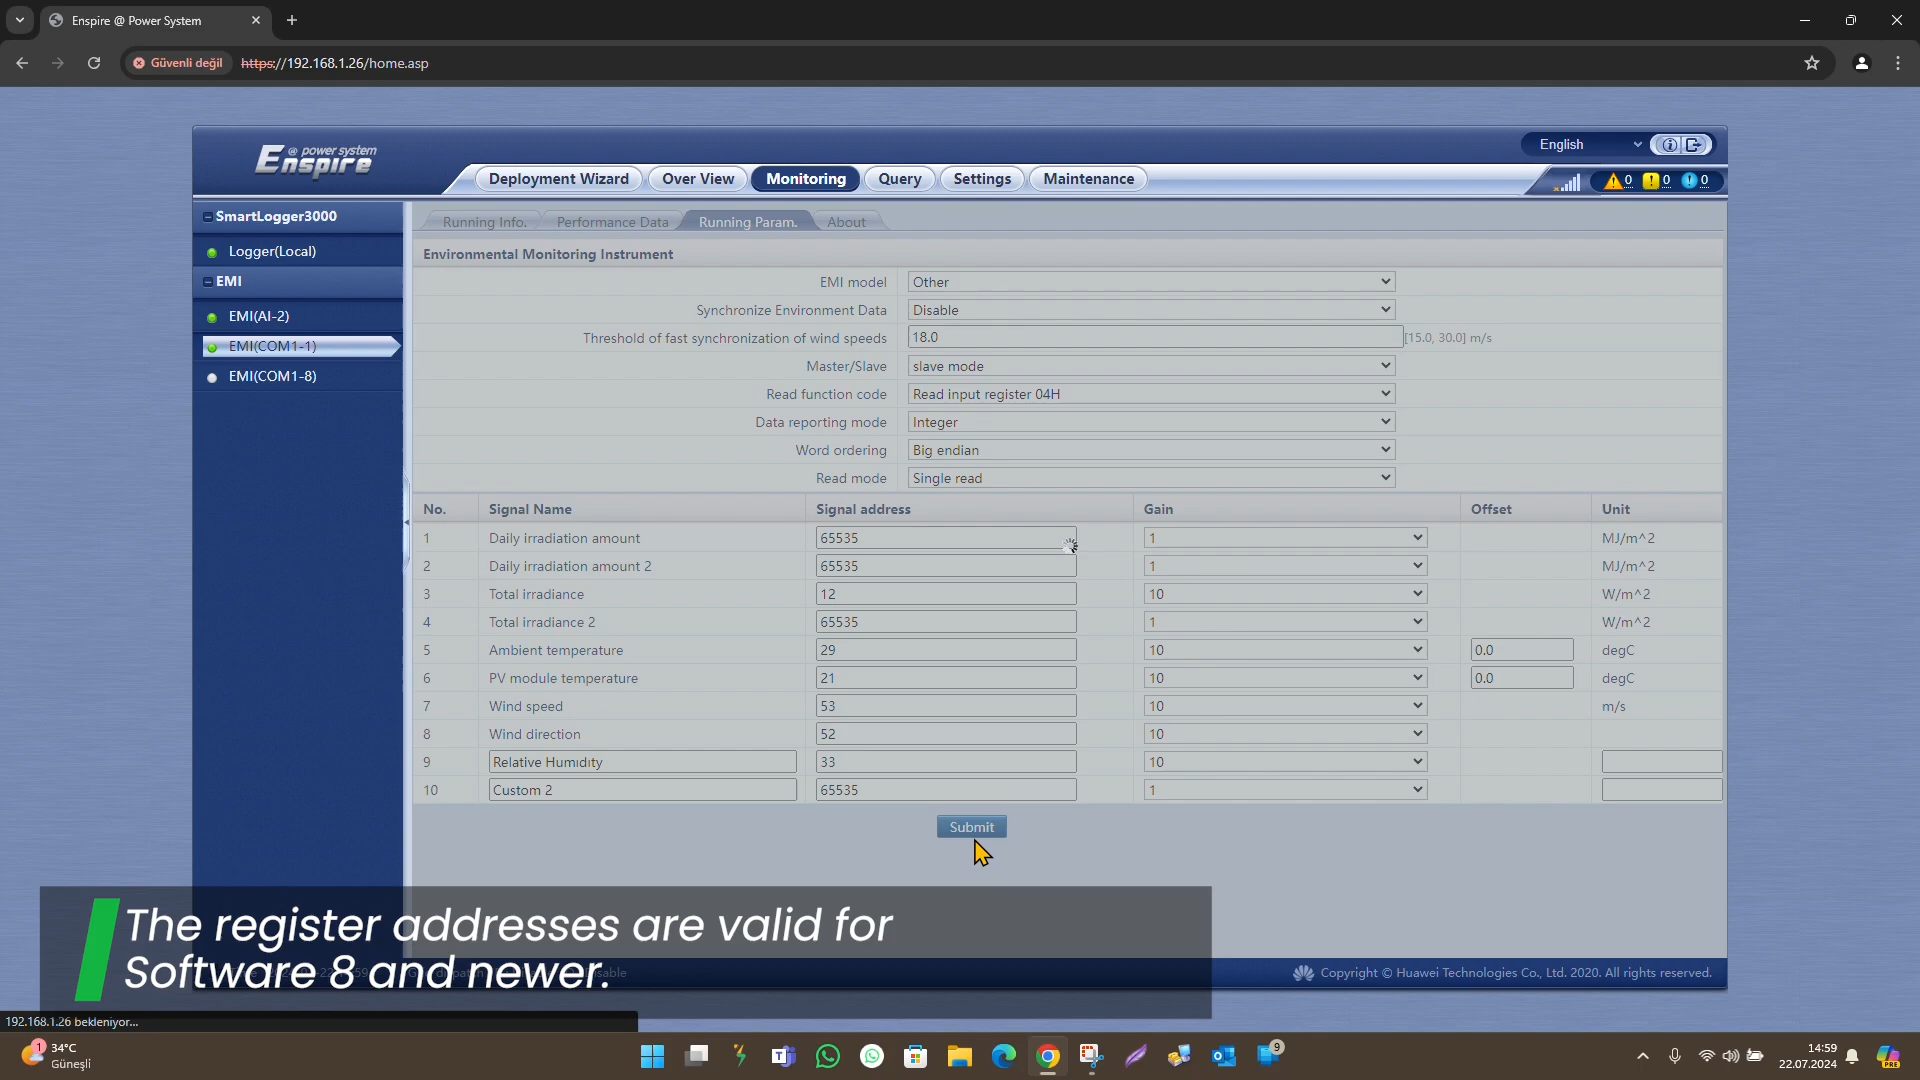 Enspire @ Power System
Güvenli değil https://192.168.1.26/home.asp
English
@ power system
Enspire
Deployment Wizard Over View Monitoring Query Settings Maintenance
0 0 0
SmartLogger3000
Logger(Local)
EMI
EMI(AI-2)
EMI(COM1-1)
EMI(COM1-8)
Running Info. Performance Data Running Param. About
Environmental Monitoring Instrument
EMI model Other
Synchronize Environment Data Disable
Threshold of fast synchronization of wind speeds 18.0 [15.0, 30.0] m/s
Master/Slave slave mode
Read function code Read input register 04H
Data reporting mode Integer
Word ordering Big endian
Read mode Single read
No. Signal Name Signal address Gain Offset Unit
1 Daily irradiation amount 65535 1 MJ/m^2
2 Daily irradiation amount 2 65535 1 MJ/m^2
3 Total irradiance 12 10 W/m^2
4 Total irradiance 2 65535 1 W/m^2
5 Ambient temperature 29 10 0.0 degC
6 PV module temperature 21 10 0.0 degC
7 Wind speed 53 10 m/s
8 Wind direction 52 10
9 Relative Humıdıty 33 10
10 Custom 2 65535 1
Submit
The register addresses are valid for
Software 8 and newer.
Copyright © Huawei Technologies Co., Ltd. 2020. All rights reserved.
192.168.1.26 bekleniyor...
1 34°C
Güneşli
9
14:59
22.07.2024
PRE